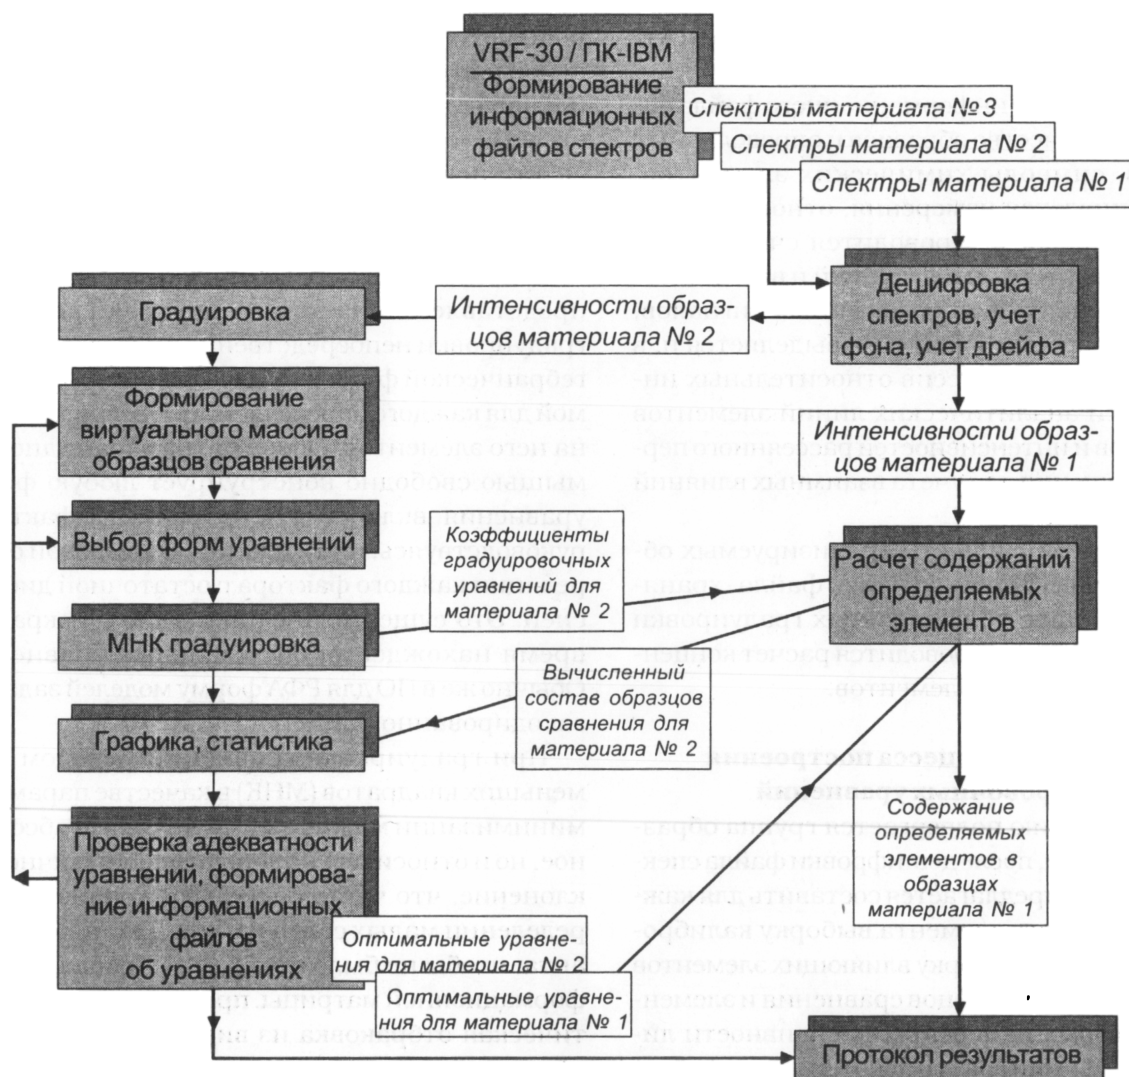 VRF-30 / ПК-IBM
Формирование
информационных
файлов спектров
Спектры материала № 3
Спектры материала № 2
Спектры материала № 1
Дешифровка
спектров, учет
фона, учет дрейфа
Интенсивности образ-
цов материала № 2
Градуировка
Формирование
виртуального массива
образцов сравнения
Интенсивности образ-
цов материала № 1
Выбор форм уравнений
Коэффициенты
градуировочных
уравнений для
материала № 2
Расчет содержаний
определяемых
элементов
МНК градуировка
Вычисленный
состав образцов
сравнения для
материала № 2
Графика, статистика
Содержание
определяемых
элементов в
образцах
материала № 1
Проверка адекватности
уравнений, формирова-
ние информационных
файлов
об уравнениях
Оптимальные уравне-
ния для материала № 2
Оптимальные уравне-
ния для материала № 1
Протокол результатов